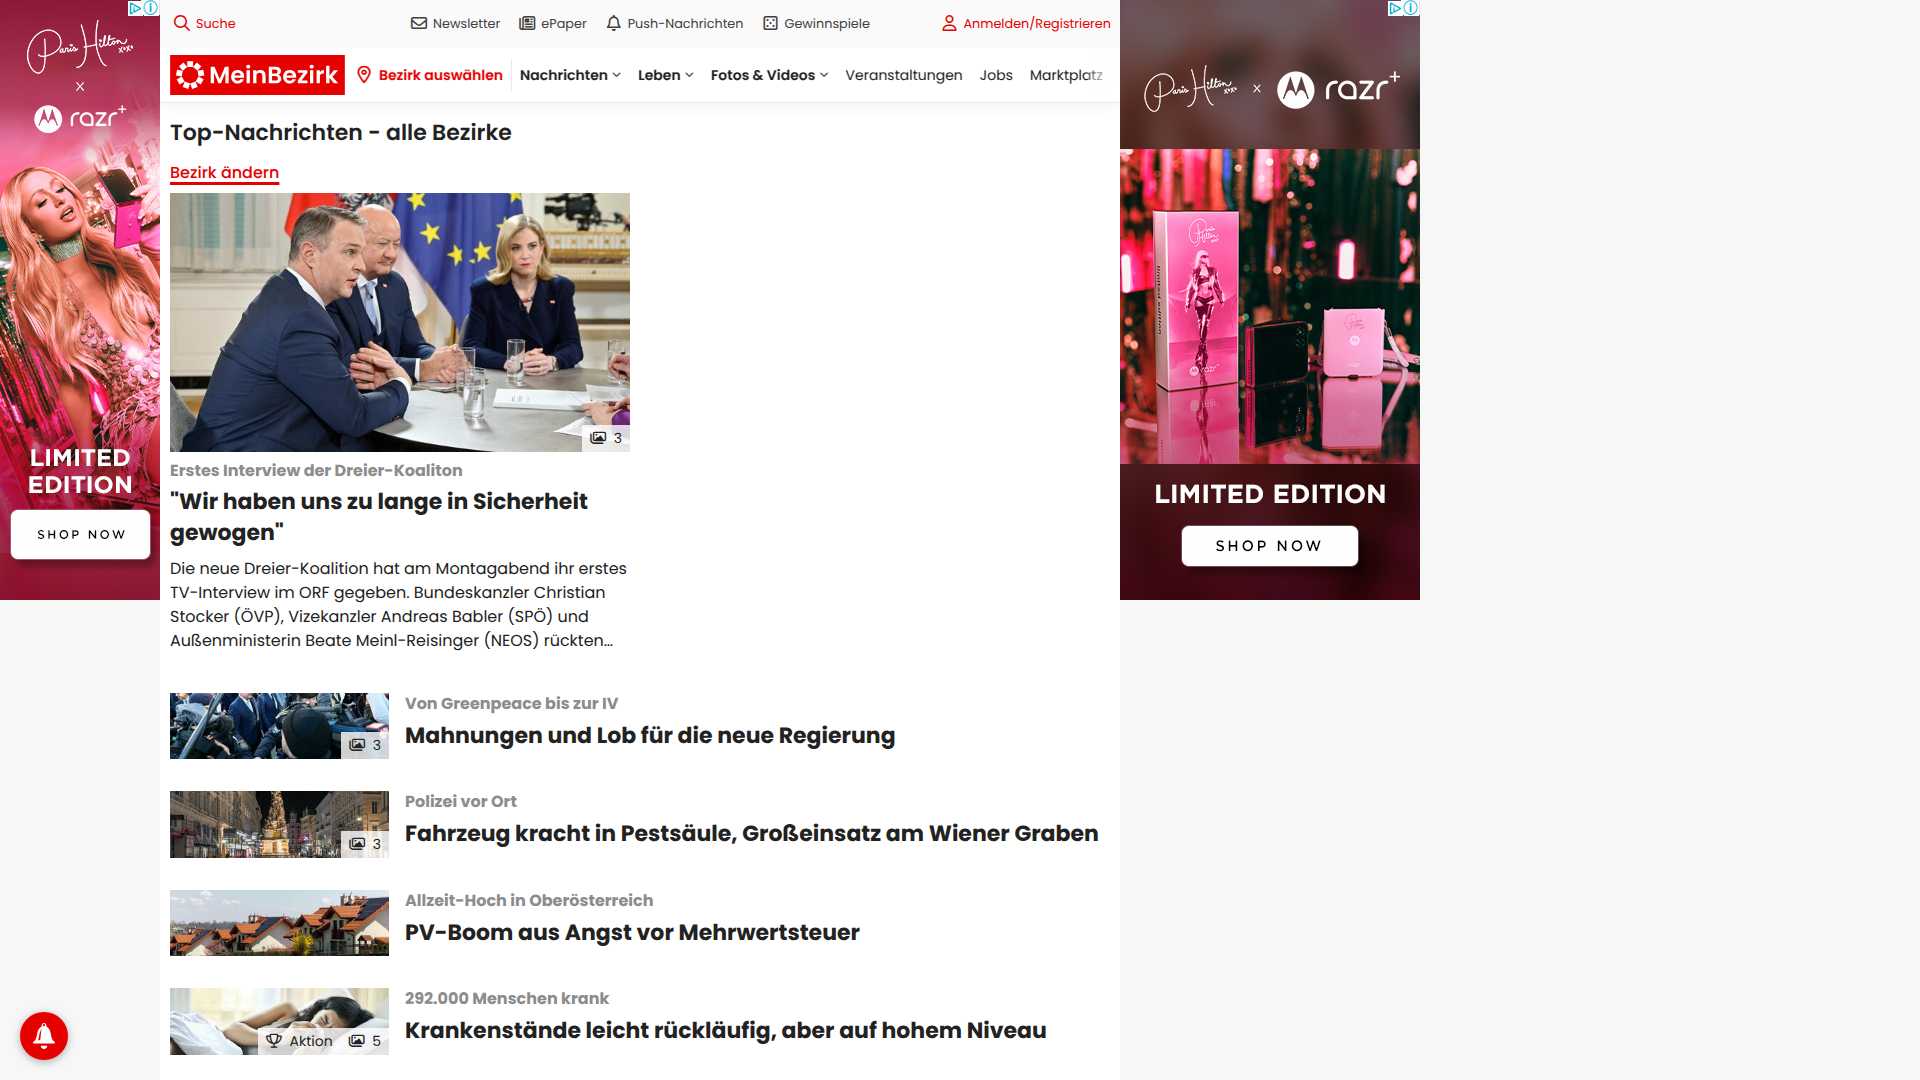 Suche
Newsletter
ePaper
Push-Nachrichten
Gewinnspiele
Anmelden/Registrieren
MeinBezirk
Bezirk auswählen
Nachrichten
Leben
Fotos & Videos
Veranstaltungen
Jobs
Marktplatz
Top-Nachrichten - alle Bezirke
Bezirk ändern
3
Erstes Interview der Dreier-Koaliton
"Wir haben uns zu lange in Sicherheit
gewogen"
Die neue Dreier-Koalition hat am Montagabend ihr erstes
TV-Interview im ORF gegeben. Bundeskanzler Christian
Stocker (ÖVP), Vizekanzler Andreas Babler (SPÖ) und
Außenministerin Beate Meinl-Reisinger (NEOS) rückten...
3
Von Greenpeace bis zur IV
Mahnungen und Lob für die neue Regierung
3
Polizei vor Ort
Fahrzeug kracht in Pestsäule, Großeinsatz am Wiener Graben
Allzeit-Hoch in Oberösterreich
PV-Boom aus Angst vor Mehrwertsteuer
Aktion 5
292.000 Menschen krank
Krankenstände leicht rückläufig, aber auf hohem Niveau
Paris Hilton xoxo
x
razr+
LIMITED
EDITION
SHOP NOW
Paris Hilton xoxo x razr+
Paris Hilton
razr+
LIMITED EDITION
SHOP NOW